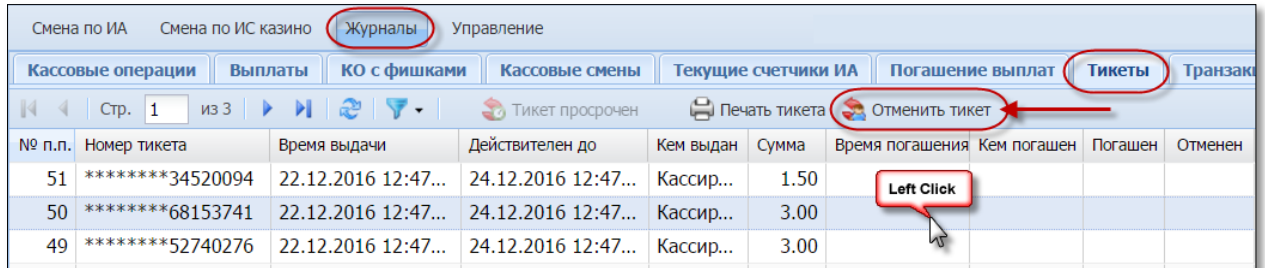 Смена по ИА Смена по ИС казино Журналы Управление
Кассовые операции Выплаты КО с фишками Кассовые смены Текущие счетчики ИА Погашение выплат Тикеты Транзакц
Стр. 1 из 3 Тикет просрочен Печать тикета Отменить тикет
№ п.п. Номер тикета Время выдачи Действителен до Кем выдан Сумма Время погашения Кем погашен Погашен Отменен
51 ********34520094 22.12.2016 12:47... 24.12.2016 12:47... Кассир... 1.50
Left Click
50 ********68153741 22.12.2016 12:47... 24.12.2016 12:47... Кассир... 3.00
49 ********52740276 22.12.2016 12:47... 24.12.2016 12:47... Кассир... 3.00